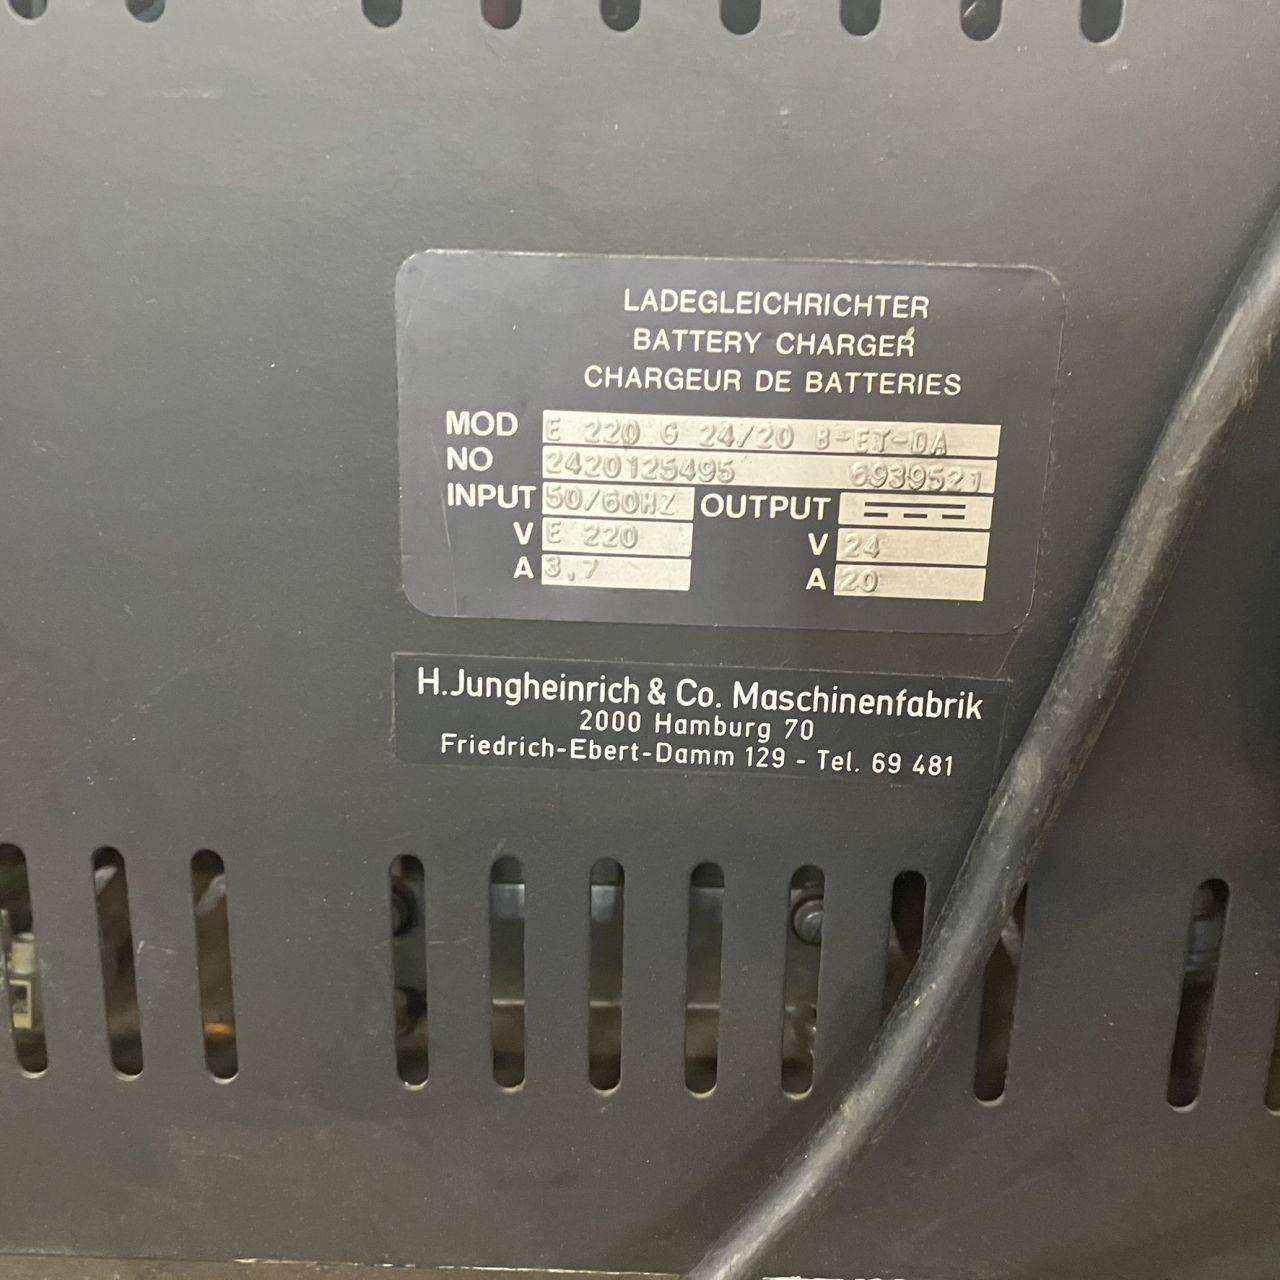 LADEGLEICHRICHTER
BATTERY CHARGER
CHARGEUR DE BATTERIES
MOD E 220 G 24/20 B-ET-DA
NO 2420125495 6939521
INPUT 50/60HZ OUTPUT
V E 220 V 24
A 3,7 A 20
H.Jungheinrich & Co. Maschinenfabrik
2000 Hamburg 70
Friedrich-Ebert-Damm 129 - Tel. 69 481